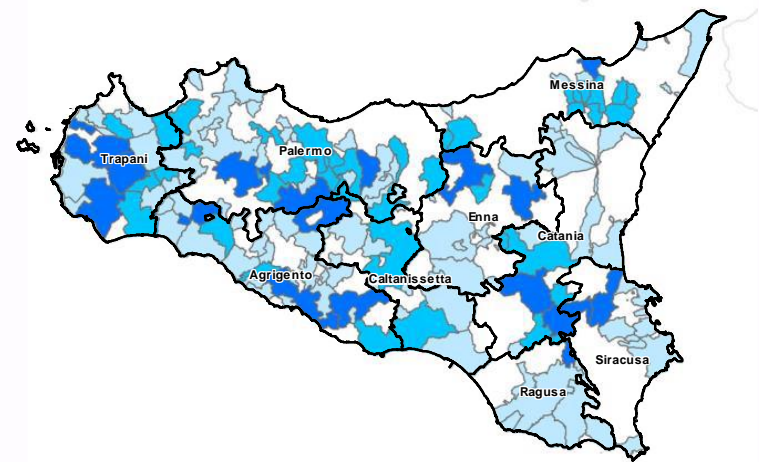 Messina
Palermo
Trapani
Enna
Catania
Agrigento
Caltanissetta
Siracusa
Ragusa